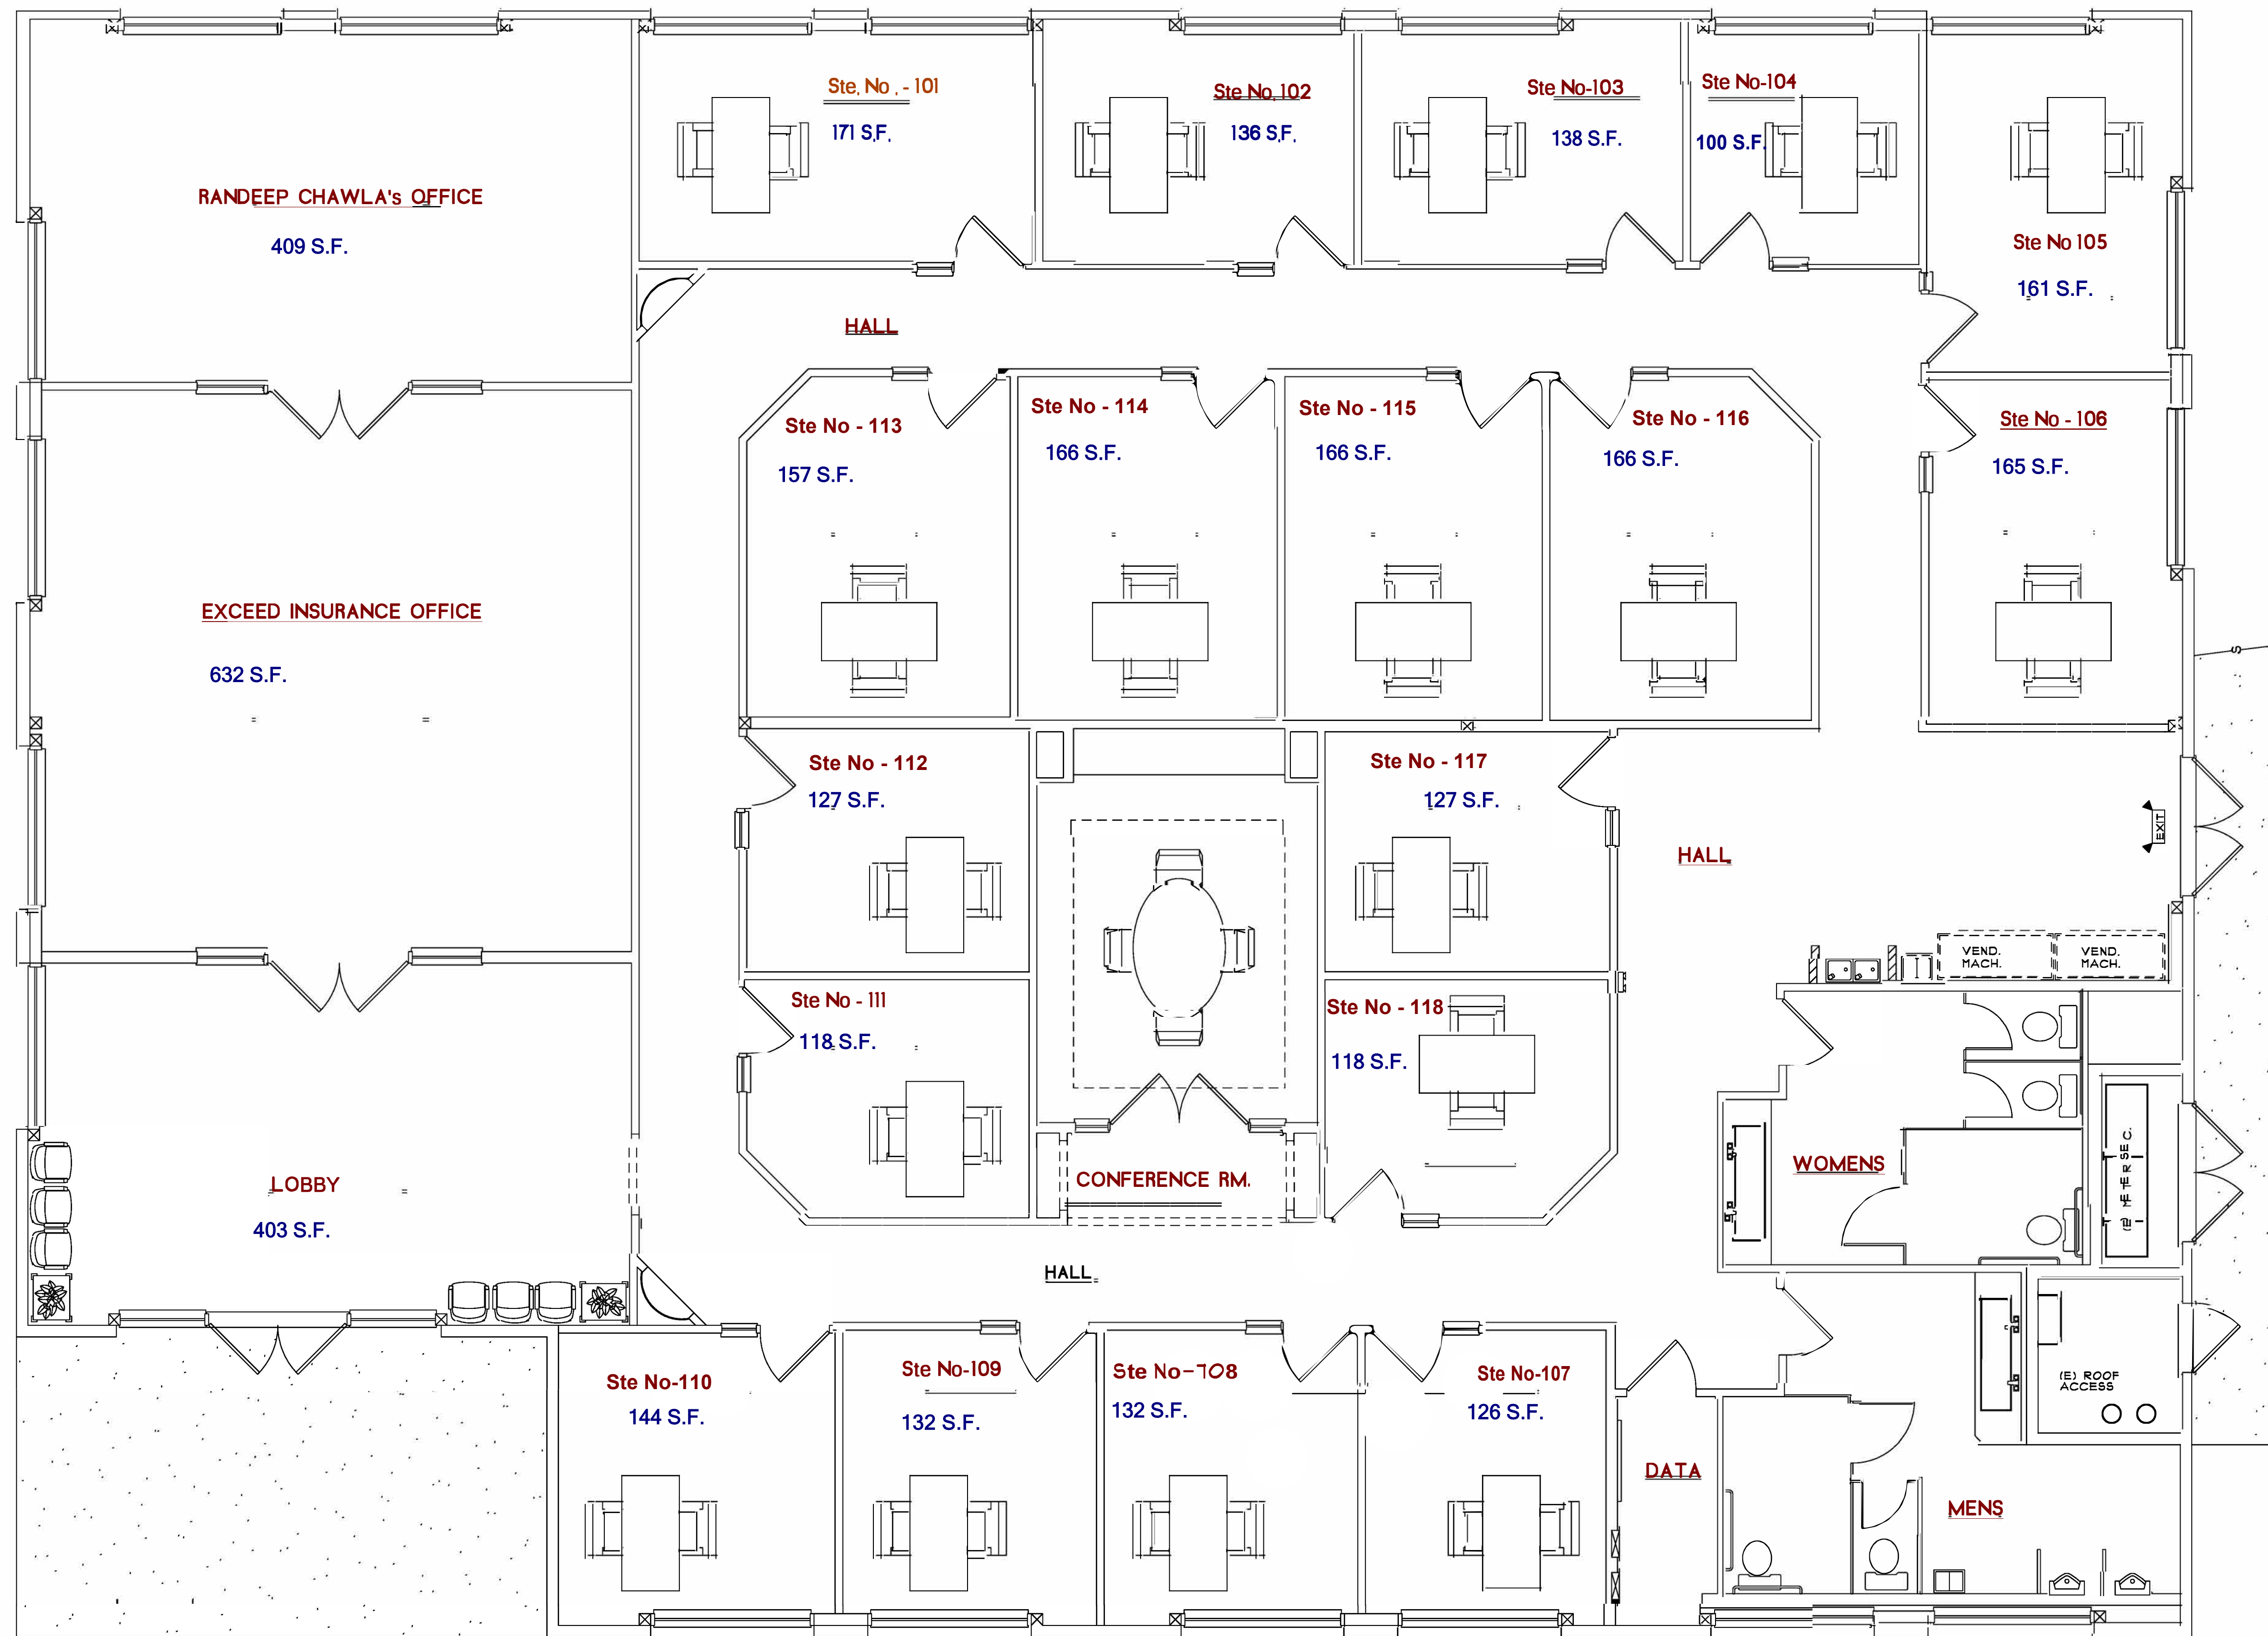 Ste. No . - 101
171 S.F.
Ste No. 102
136 S.F.
Ste No-103
138 S.F.
Ste No-104
100 S.F.
RANDEEP CHAWLA's OFFICE
409 S.F.
Ste No 105
161 S.F.
HALL
Ste No - 113
157 S.F.
Ste No - 114
166 S.F.
Ste No - 115
166 S.F.
Ste No - 116
166 S.F.
Ste No - 106
165 S.F.
EXCEED INSURANCE OFFICE
632 S.F.
S
Ste No - 112
127 S.F.
Ste No - 117
127 S.F.
HALL
EXIT
VEND.
MACH.
VEND.
MACH.
Ste No - 111
118 S.F.
Ste No - 118
118 S.F.
LOBBY
403 S.F.
CONFERENCE RM.
WOMENS
(E) METER SEC.
HALL
Ste No-110
144 S.F.
Ste No-109
132 S.F.
Ste No-108
132 S.F.
Ste No-107
126 S.F.
(E) ROOF
ACCESS
DATA
MENS